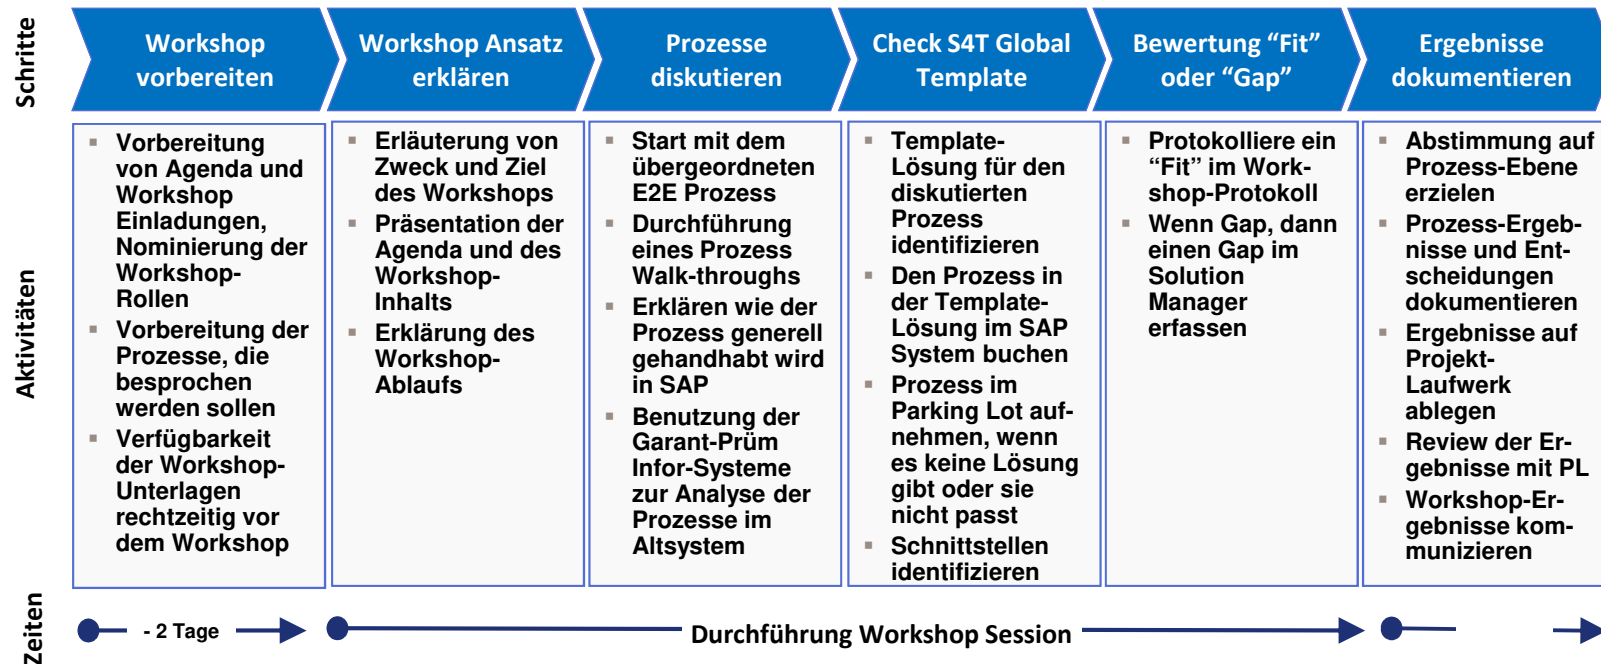 Schritte
Workshop
vorbereiten
Workshop Ansatz
erklären
Prozesse
diskutieren
Check S4T Global
Template
Bewertung “Fit”
oder “Gap”
Ergebnisse
dokumentieren
Aktivitäten
▪ Vorbereitung
von Agenda und
Workshop
Einladungen,
Nominierung der
Workshop-
Rollen
▪ Vorbereitung der
Prozesse, die
besprochen
werden sollen
▪ Verfügbarkeit
der Workshop-
Unterlagen
rechtzeitig vor
dem Workshop
▪ Erläuterung von
Zweck und Ziel
des Workshops
▪ Präsentation der
Agenda und des
Workshop-
Inhalts
▪ Erklärung des
Workshop-
Ablaufs
▪ Start mit dem
übergeordneten
E2E Prozess
▪ Durchführung
eines Prozess
Walk-throughs
▪ Erklären wie der
Prozess generell
gehandhabt wird
in SAP
▪ Benutzung der
Garant-Prüm
Infor-Systeme
zur Analyse der
Prozesse im
Altsystem
▪ Template-
Lösung für den
diskutierten
Prozess
identifizieren
▪ Den Prozess in
der Template-
Lösung im SAP
System buchen
▪ Prozess im
Parking Lot auf-
nehmen, wenn
es keine Lösung
gibt oder sie
nicht passt
▪ Schnittstellen
identifizieren
▪ Protokolliere ein
“Fit” im Work-
shop-Protokoll
▪ Wenn Gap, dann
einen Gap im
Solution
Manager
erfassen
▪ Abstimmung auf
Prozess-Ebene
erzielen
▪ Prozess-Ergeb-
nisse und Ent-
scheidungen
dokumentieren
▪ Ergebnisse auf
Projekt-
Laufwerk
ablegen
▪ Review der Er-
gebnisse mit PL
▪ Workshop-Er-
gebnisse kom-
munizieren
Zeiten
- 2 Tage
Durchführung Workshop Session